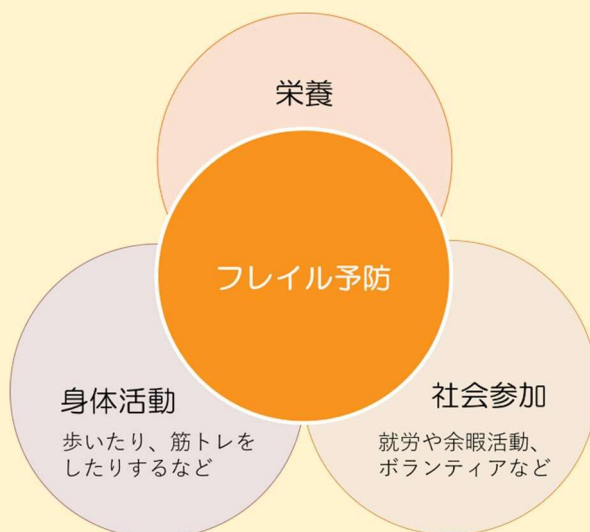 栄養
フレイル予防
身体活動
歩いたり、筋トレを
したりするなど
社会参加
就労や余暇活動、
ボランティアなど